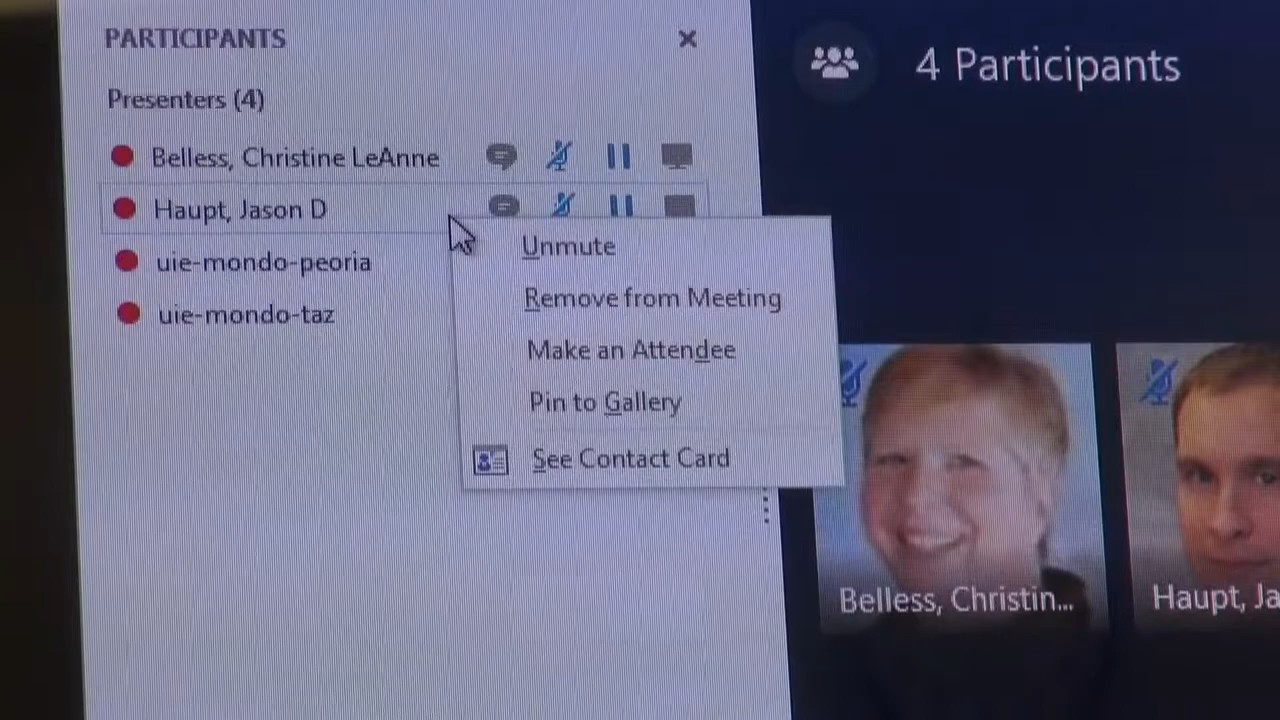 PARTICIPANTS
Presenters (4)
Belless, Christine LeAnne
Haupt, Jason D
uie-mondo-peoria
uie-mondo-taz
Unmute
Remove from Meeting
Make an Attendee
Pin to Gallery
See Contact Card
4 Participants
Belless, Christin...
Haupt, Ja